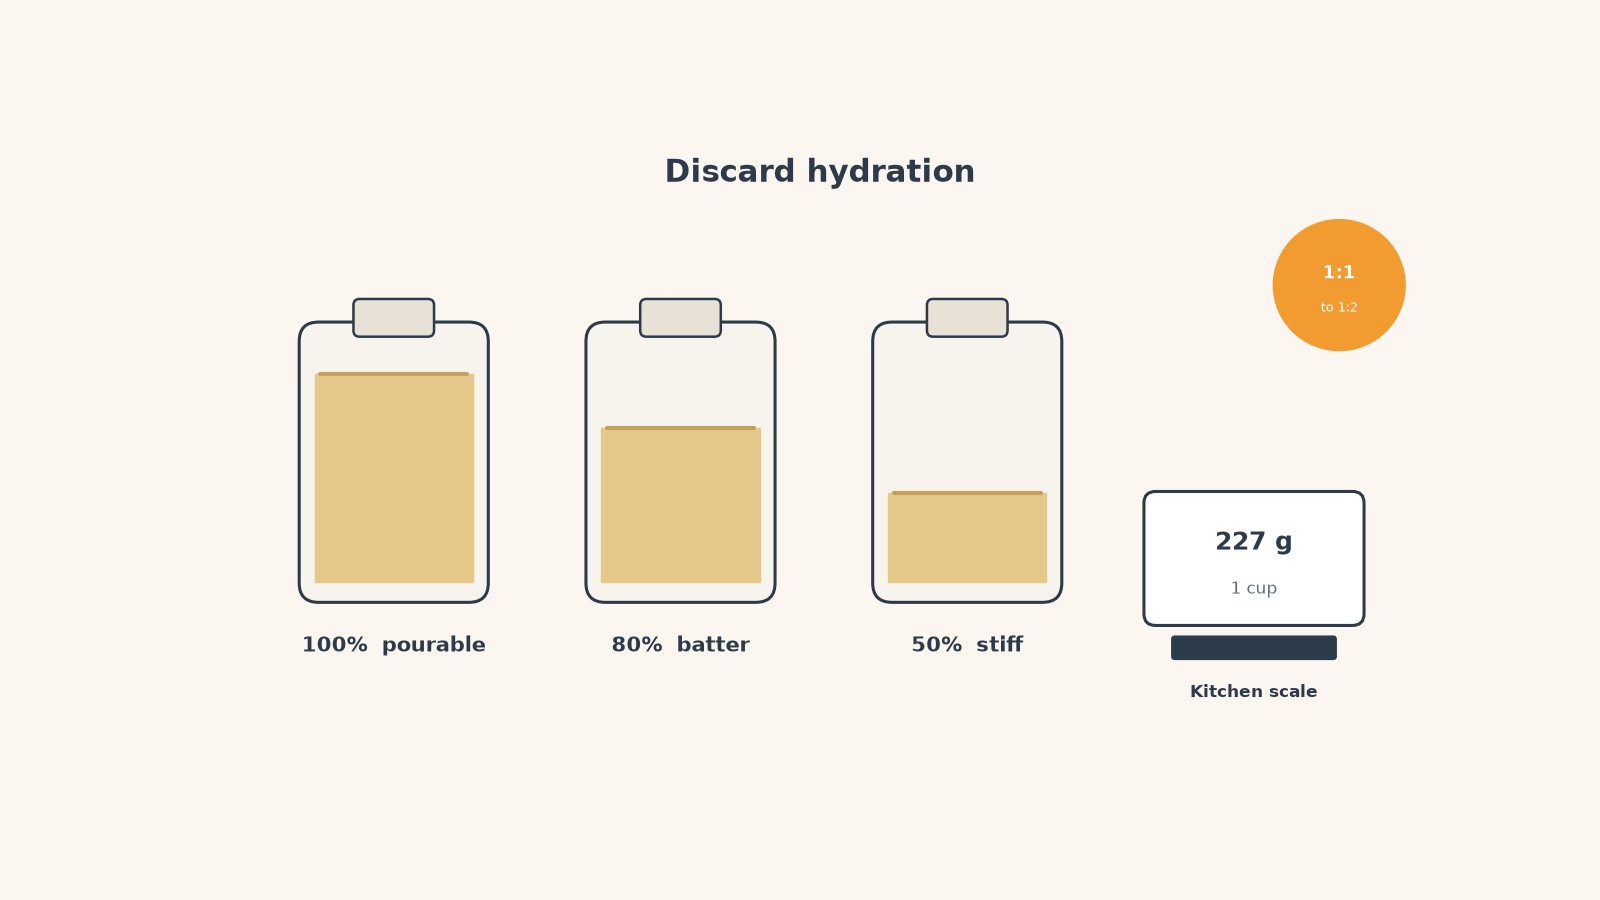 Discard hydration
1:1
to 1:2
227 g
1 cup
100% pourable
80% batter
50% stiff
Kitchen scale